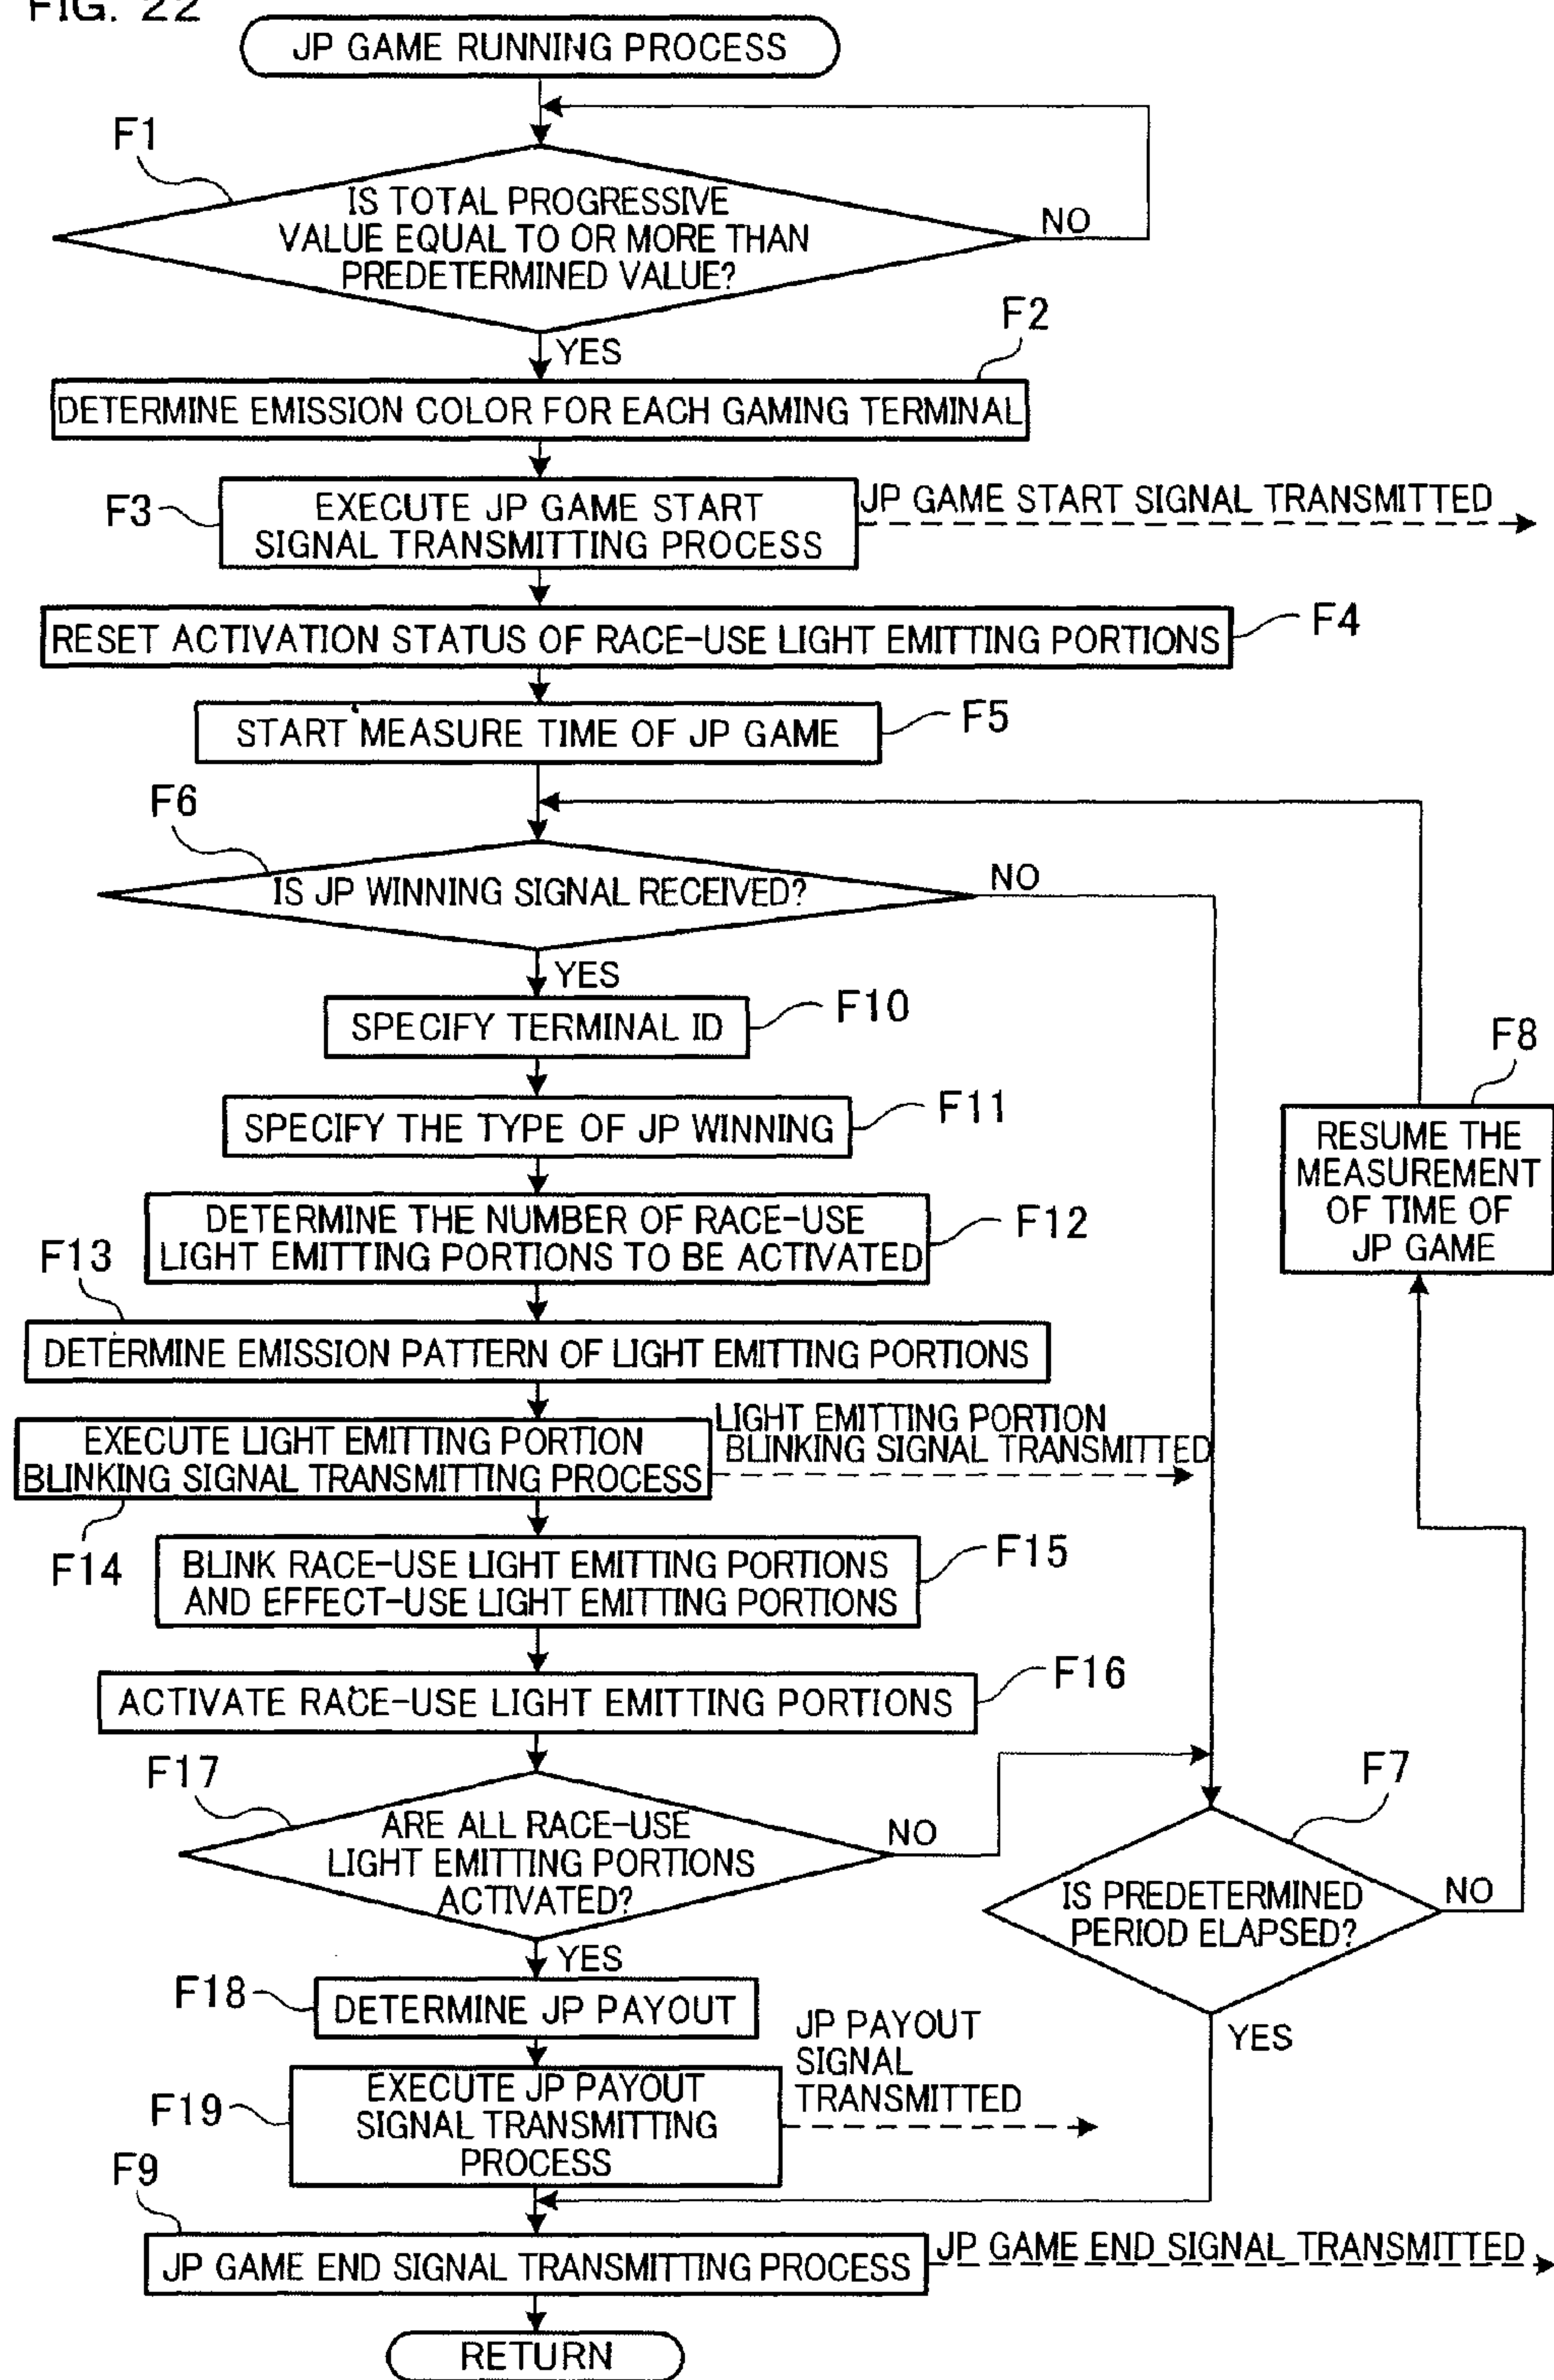 FIG. 22
JP GAME RUNNING PROCESS
F1
IS TOTAL PROGRESSIVE
VALUE EQUAL TO OR MORE THAN
PREDETERMINED VALUE?
NO
YES
F2
DETERMINE EMISSION COLOR FOR EACH GAMING TERMINAL
F3
EXECUTE JP GAME START
SIGNAL TRANSMITTING PROCESS
JP GAME START SIGNAL TRANSMITTED
RESET ACTIVATION STATUS OF RACE-USE LIGHT EMITTING PORTIONS
F4
START MEASURE TIME OF JP GAME
F5
F6
IS JP WINNING SIGNAL RECEIVED?
NO
YES
SPECIFY TERMINAL ID
F10
F8
RESUME THE
MEASUREMENT
OF TIME OF
JP GAME
SPECIFY THE TYPE OF JP WINNING
F11
DETERMINE THE NUMBER OF RACE-USE
LIGHT EMITTING PORTIONS TO BE ACTIVATED
F12
F13
DETERMINE EMISSION PATTERN OF LIGHT EMITTING PORTIONS
EXECUTE LIGHT EMITTING PORTION
BLINKING SIGNAL TRANSMITTING PROCESS
LIGHT EMITTING PORTION
BLINKING SIGNAL TRANSMITTED
F14
BLINK RACE-USE LIGHT EMITTING PORTIONS
AND EFFECT-USE LIGHT EMITTING PORTIONS
F15
ACTIVATE RACE-USE LIGHT EMITTING PORTIONS
F16
F17
ARE ALL RACE-USE
LIGHT EMITTING PORTIONS
ACTIVATED?
NO
YES
F7
IS PREDETERMINED
PERIOD ELAPSED?
NO
YES
F18
DETERMINE JP PAYOUT
F19
EXECUTE JP PAYOUT
SIGNAL TRANSMITTING
PROCESS
JP PAYOUT
SIGNAL
TRANSMITTED
F9
JP GAME END SIGNAL TRANSMITTING PROCESS
JP GAME END SIGNAL TRANSMITTED
RETURN